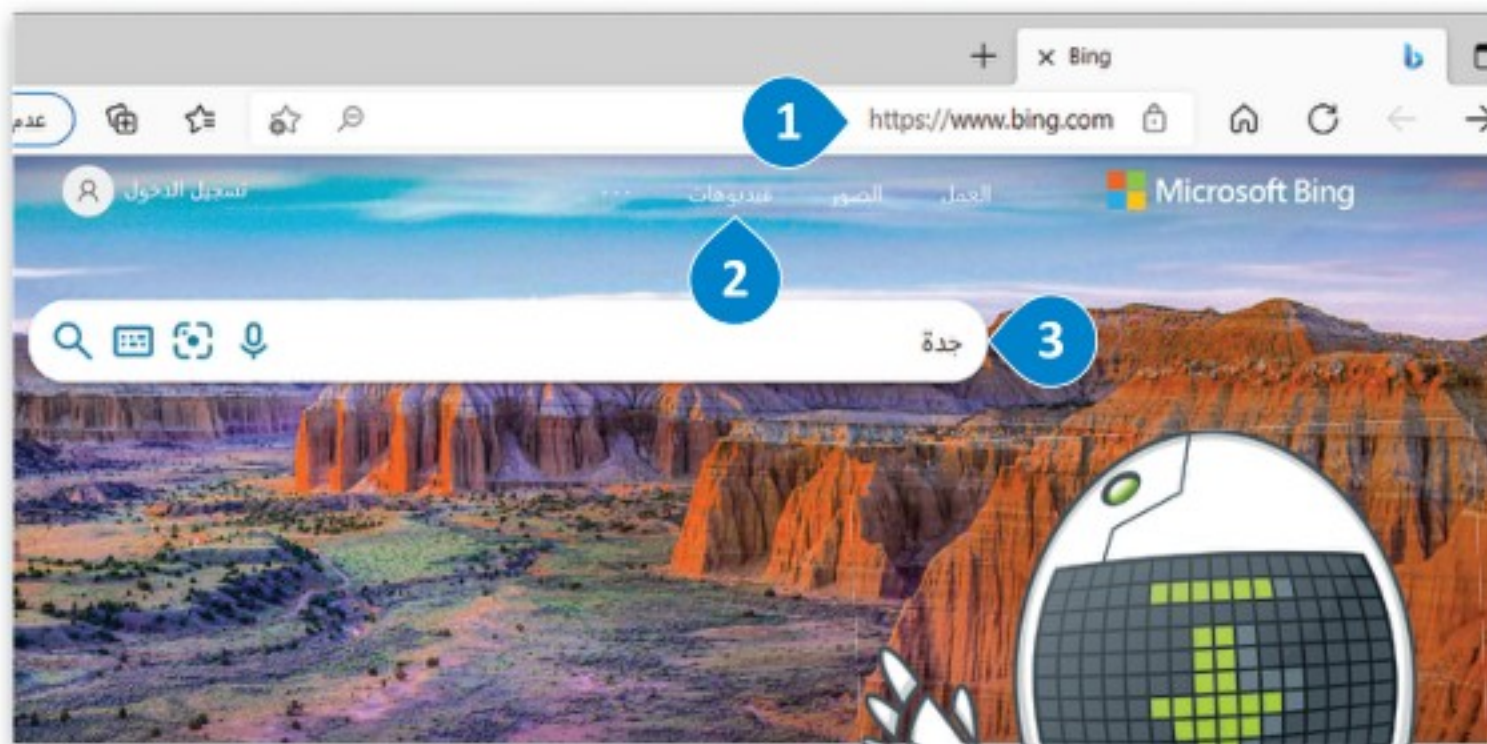 Bing
عدم
https://www.bing.com
1
Microsoft Bing
العمل الصور فيديوهات ...
تسجيل الدخول
2
جدة
3